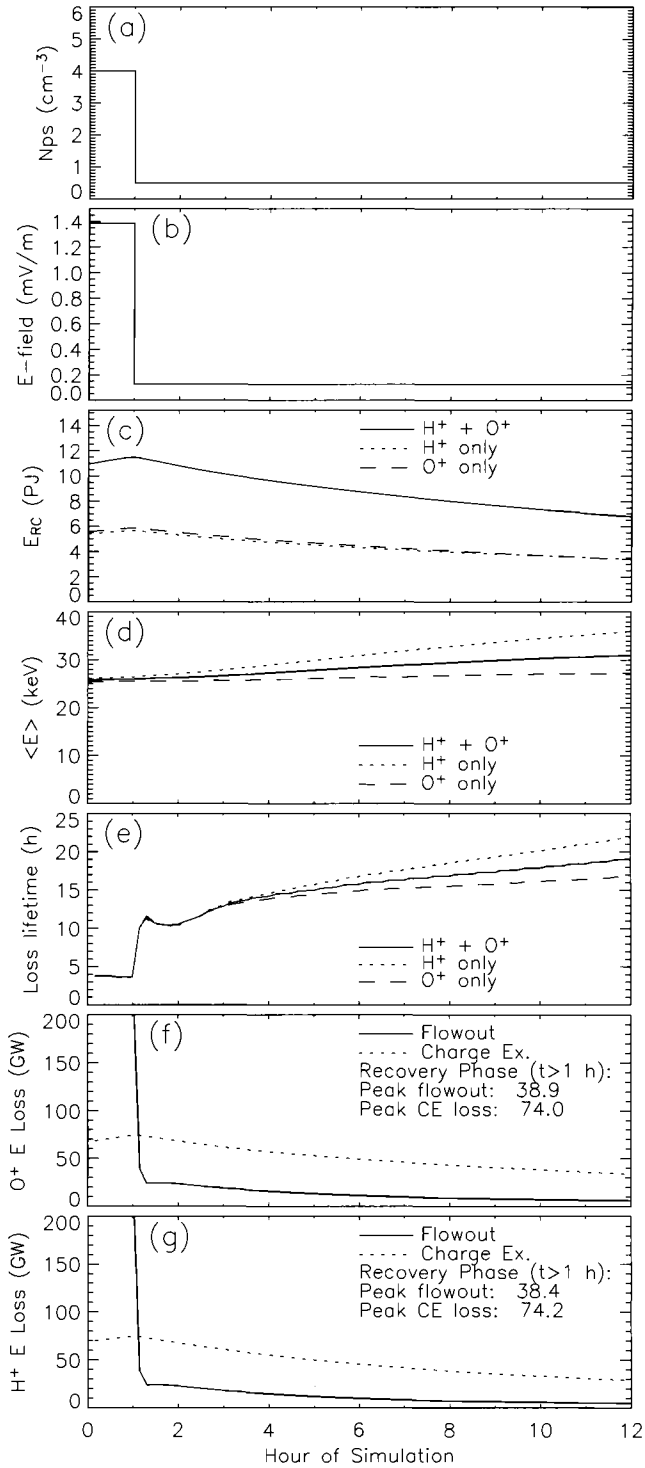 (a)
Nps (cm⁻³)
6
5
4
3
2
1
0
(b)
E-field (mV/m)
1.4
1.2
1.0
0.8
0.6
0.4
0.2
0.0
(c)
E_RC (PJ)
14
12
10
8
6
4
2
0
H⁺ + O⁺
H⁺ only
O⁺ only
(d)
<E> (keV)
40
30
20
10
0
H⁺ + O⁺
H⁺ only
O⁺ only
(e)
Loss lifetime (h)
25
20
15
10
5
0
H⁺ + O⁺
H⁺ only
O⁺ only
(f)
O⁺ E Loss (GW)
200
150
100
50
0
Flowout
Charge Ex.
Recovery Phase (t>1 h):
Peak flowout: 38.9
Peak CE loss: 74.0
(g)
H⁺ E Loss (GW)
200
150
100
50
0
Flowout
Charge Ex.
Recovery Phase (t>1 h):
Peak flowout: 38.4
Peak CE loss: 74.2
0 2 4 6 8 10 12
Hour of Simulation